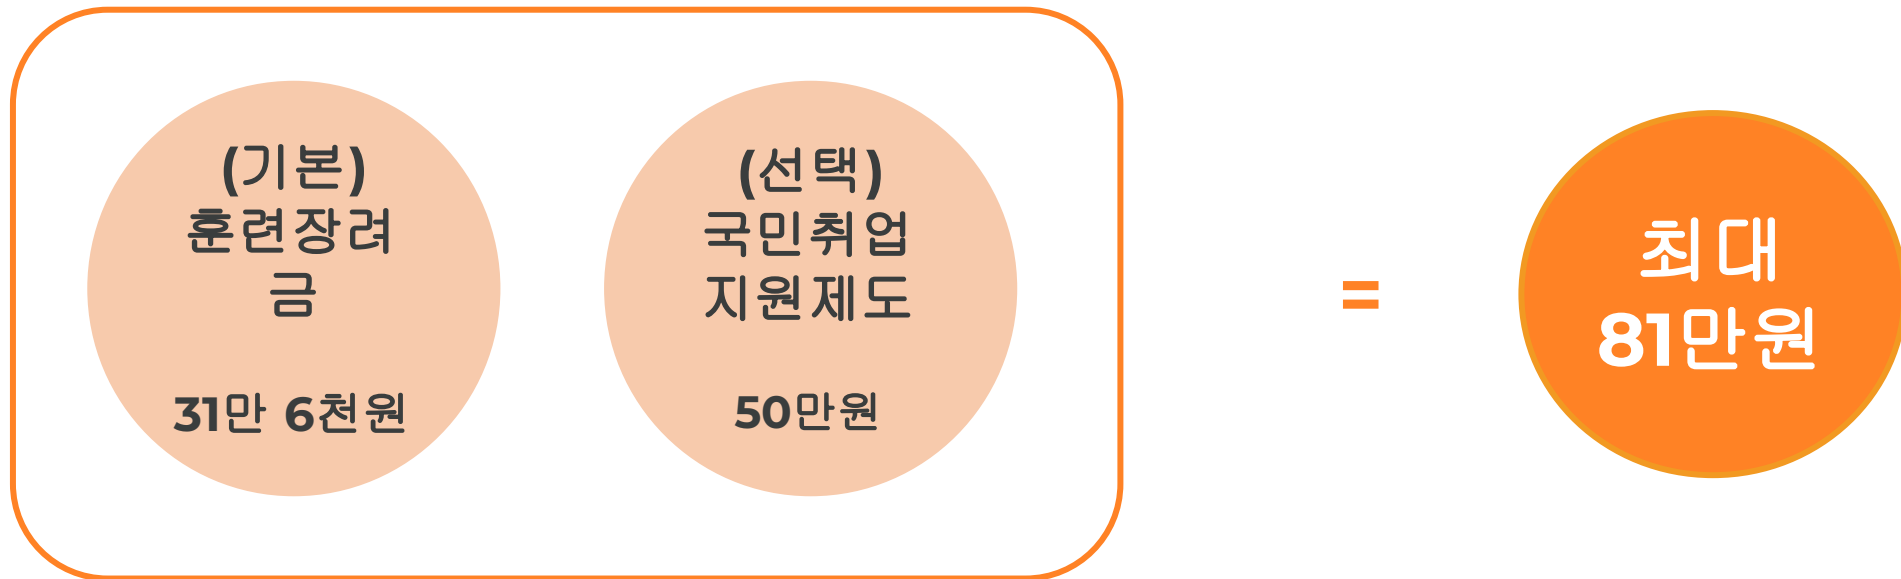 (기본)
훈련장려
금
31만 6천원
(선택)
국민취업
지원제도
50만원
=
최대
81만원